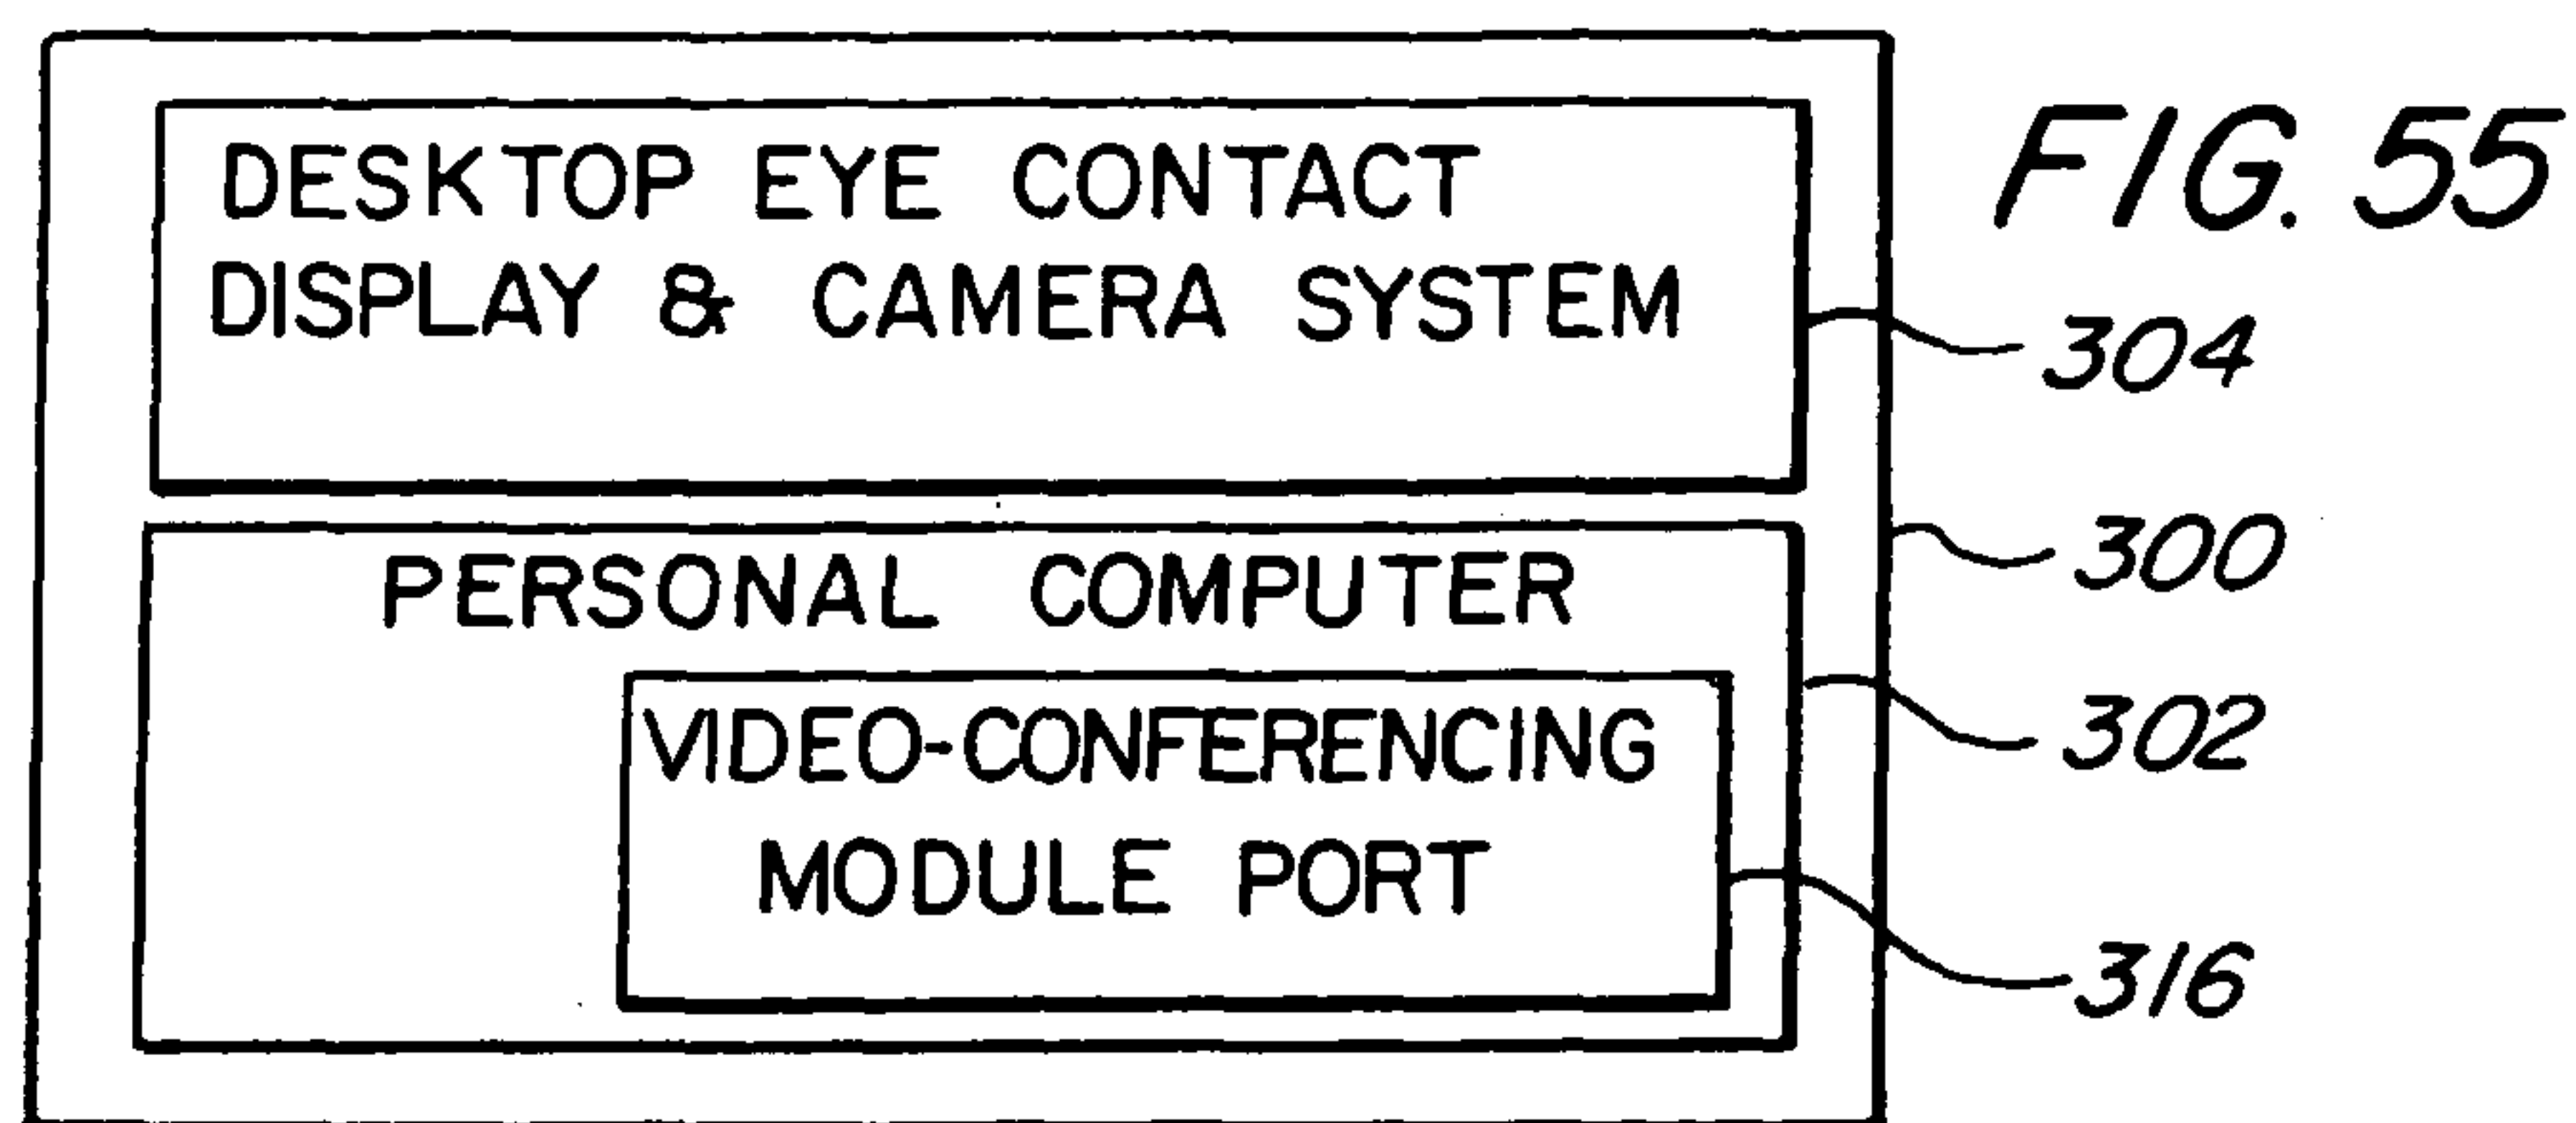 FIG. 55
DESKTOP EYE CONTACT
DISPLAY & CAMERA SYSTEM
304
300
PERSONAL COMPUTER
302
VIDEO-CONFERENCING
MODULE PORT
316